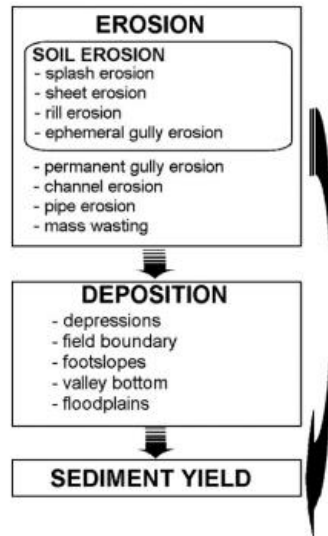 EROSION
SOIL EROSION
- splash erosion
- sheet erosion
- rill erosion
- ephemeral gully erosion
- permanent gully erosion
- channel erosion
- pipe erosion
- mass wasting
DEPOSITION
- depressions
- field boundary
- footslopes
- valley bottom
- floodplains
SEDIMENT YIELD